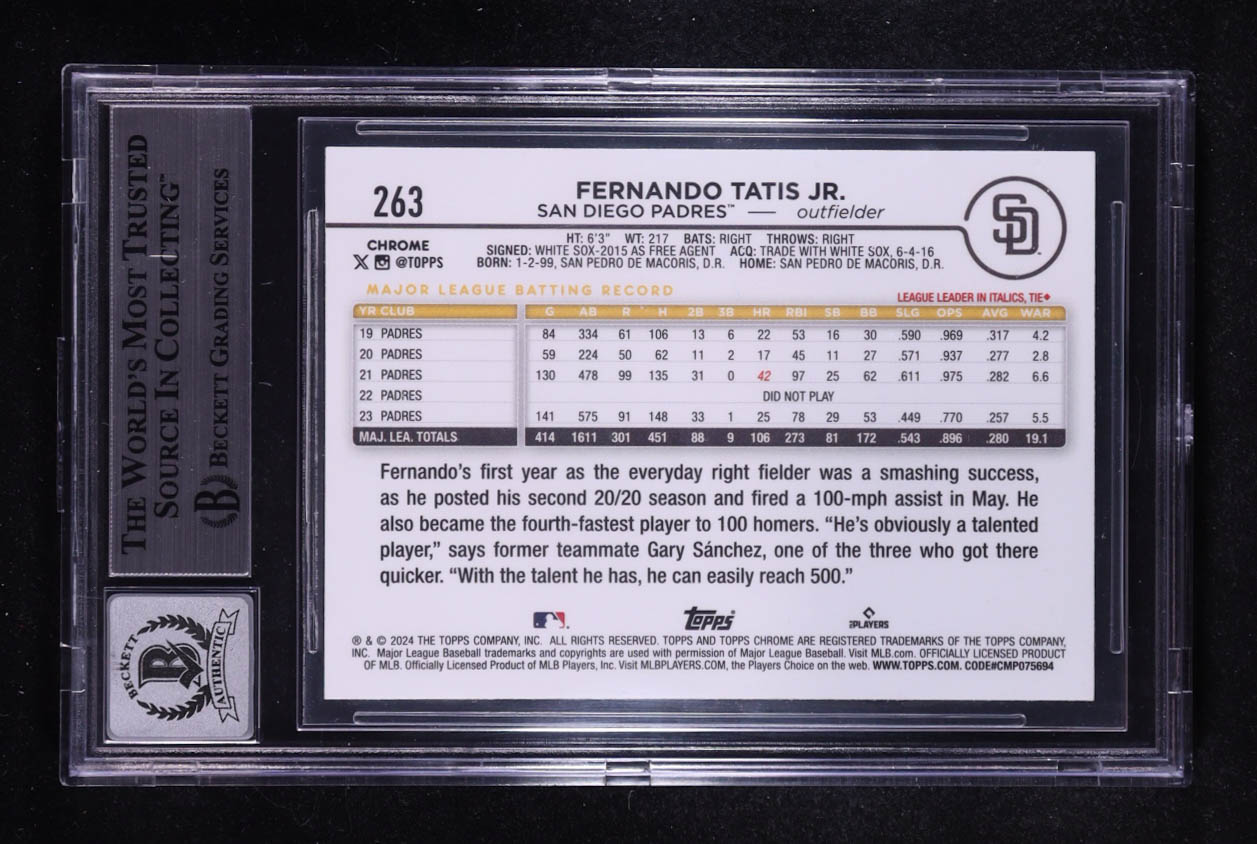 THE WORLD'S MOST TRUSTED
SOURCE IN COLLECTING™
BECKETT GRADING SERVICES
B
BECKETT
B
AUTHENTIC
263
FERNANDO TATIS JR.
SAN DIEGO PADRES™ — outfielder
SD
CHROME
@TOPPS
HT: 6'3" WT: 217 BATS: RIGHT THROWS: RIGHT
SIGNED: WHITE SOX-2015 AS FREE AGENT ACQ: TRADE WITH WHITE SOX, 6-4-16
BORN: 1-2-99, SAN PEDRO DE MACORIS, D.R. HOME: SAN PEDRO DE MACORIS, D.R.
MAJOR LEAGUE BATTING RECORD
LEAGUE LEADER IN ITALICS, TIE◆
YR CLUB G AB R H 2B 3B HR RBI SB BB SLG OPS AVG WAR
19 PADRES 84 334 61 106 13 6 22 53 16 30 .590 .969 .317 4.2
20 PADRES 59 224 50 62 11 2 17 45 11 27 .571 .937 .277 2.8
21 PADRES 130 478 99 135 31 0 42 97 25 62 .611 .975 .282 6.6
22 PADRES DID NOT PLAY
23 PADRES 141 575 91 148 33 1 25 78 29 53 .449 .770 .257 5.5
MAJ. LEA. TOTALS 414 1611 301 451 88 9 106 273 81 172 .543 .896 .280 19.1
Fernando's first year as the everyday right fielder was a smashing success,
as he posted his second 20/20 season and fired a 100-mph assist in May. He
also became the fourth-fastest player to 100 homers. “He's obviously a talented
player,” says former teammate Gary Sánchez, one of the three who got there
quicker. “With the talent he has, he can easily reach 500.”
Topps
PLAYERS
® & © 2024 THE TOPPS COMPANY, INC. ALL RIGHTS RESERVED. TOPPS AND TOPPS CHROME ARE REGISTERED TRADEMARKS OF THE TOPPS COMPANY,
INC. Major League Baseball trademarks and copyrights are used with permission of Major League Baseball. Visit MLB.com. OFFICIALLY LICENSED PRODUCT
OF MLB. Officially Licensed Product of MLB Players, Inc. Visit MLBPLAYERS.COM, the Players Choice on the web. WWW.TOPPS.COM. CODE#CMP075694